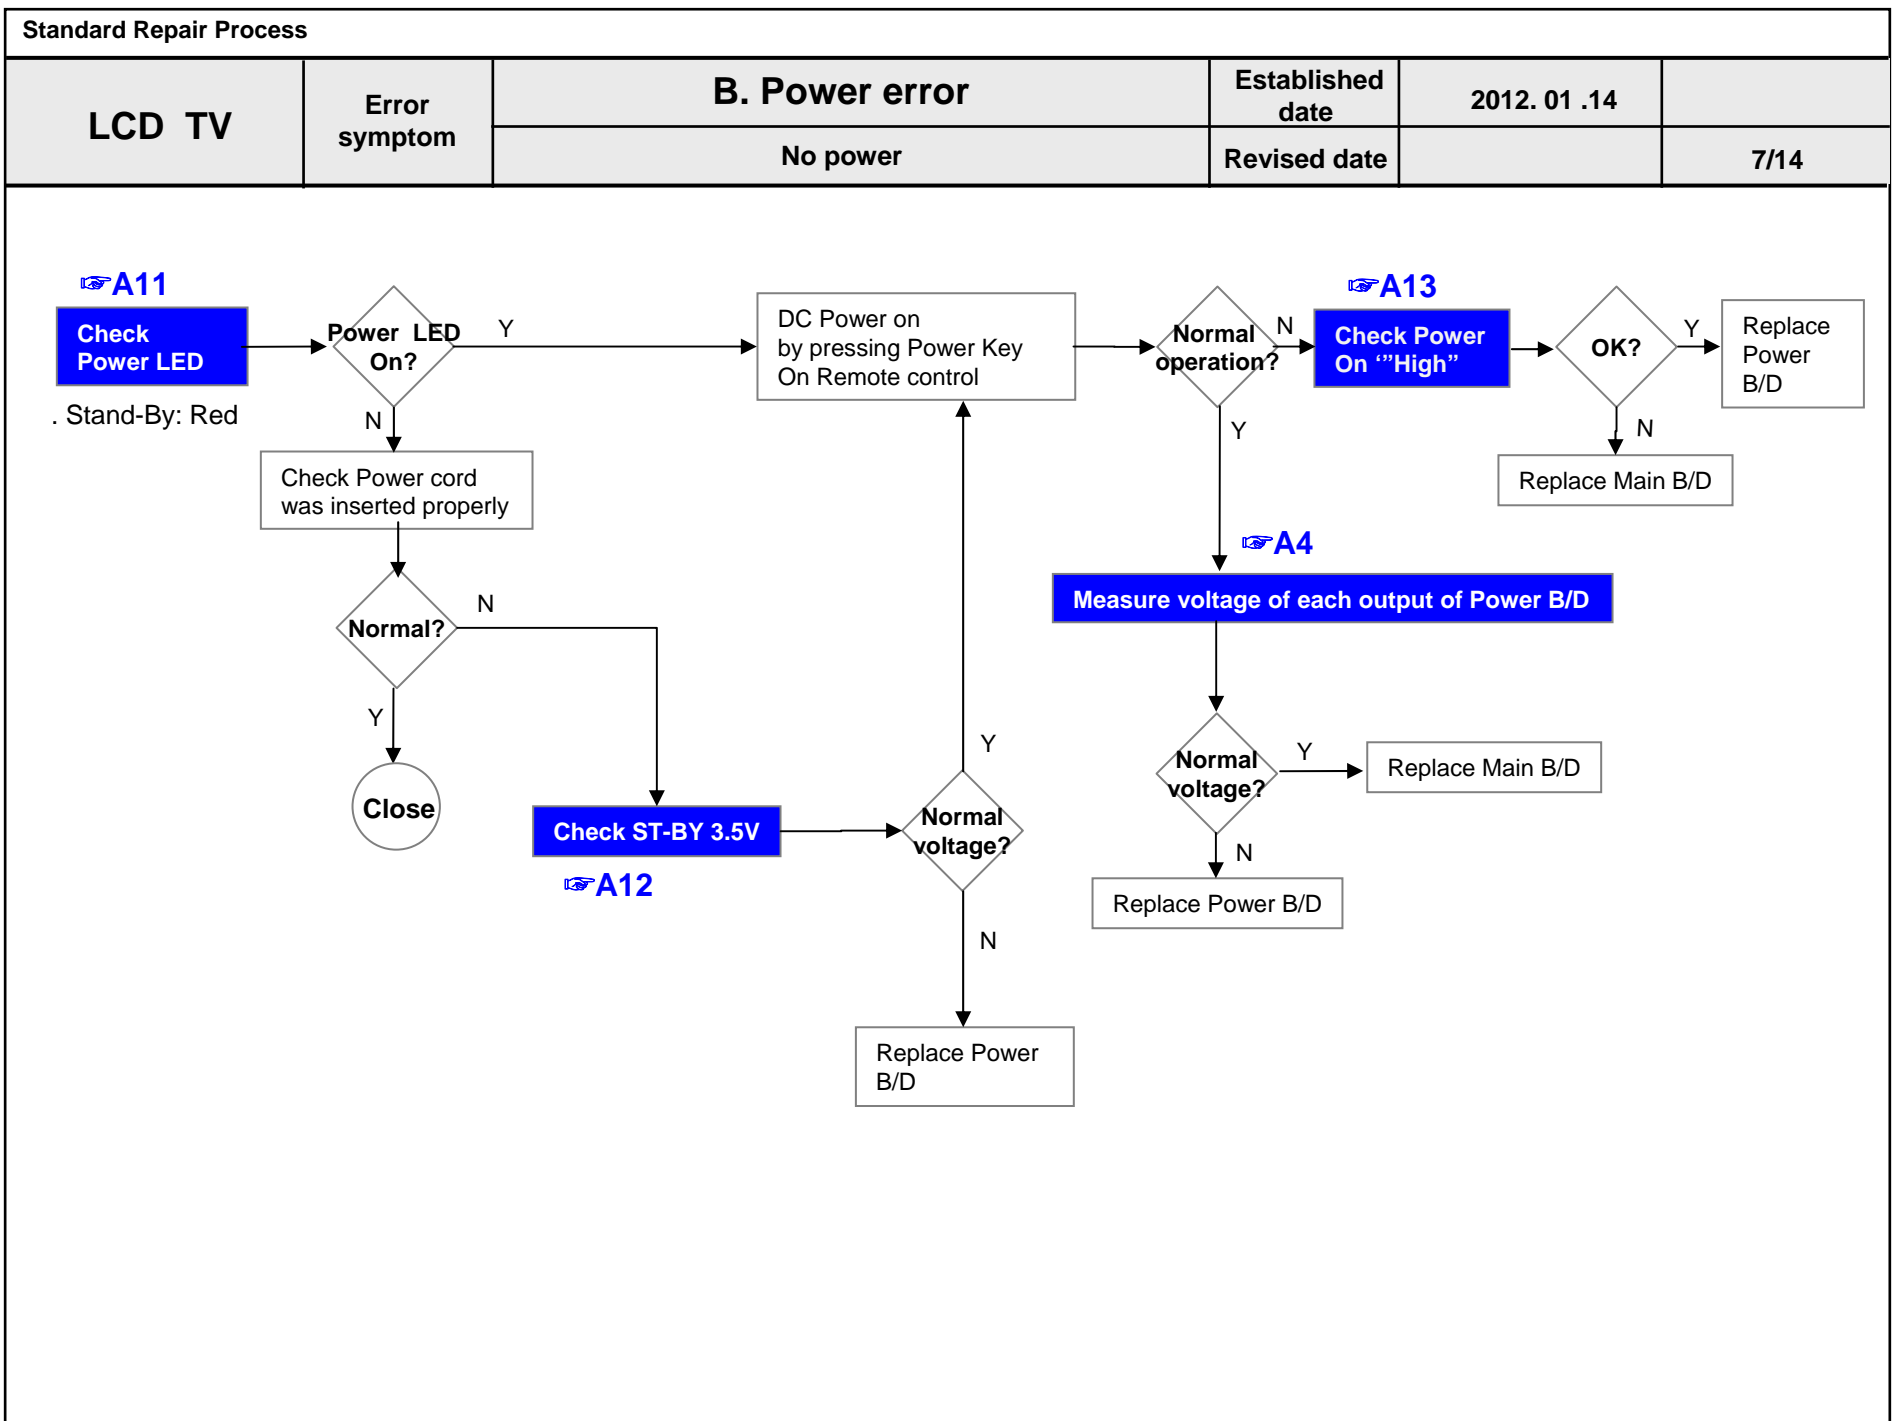 Standard Repair Process
LCD  TV
Error
symptom
B. Power error
No power
Established
date
2012. 01 .14
Revised date
7/14
☞A11
Check
Power LED
. Stand-By: Red
Power  LED
On?
Y
N
Check Power cord
was inserted properly
Normal?
N
Y
Close
Check ST-BY 3.5V
☞A12
Normal
voltage?
Y
N
Replace Power
B/D
DC Power on
by pressing Power Key
On Remote control
Normal
operation?
N
Y
☞A13
Check Power
On ‘”High”
OK?
Y
Replace
Power
B/D
N
Replace Main B/D
☞A4
Measure voltage of each output of Power B/D
Normal
voltage?
Y
Replace Main B/D
N
Replace Power B/D